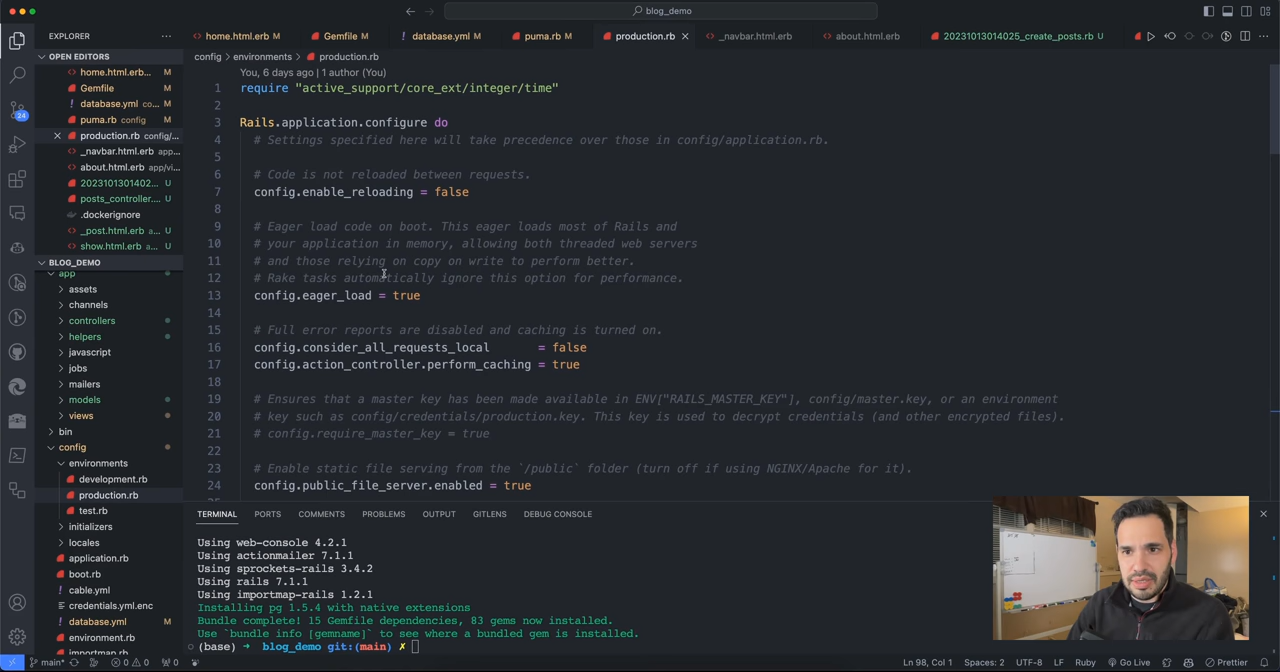 blog_demo
EXPLORER
home.html.erb M
Gemfile M
! database.yml M
puma.rb M
production.rb
_navbar.html.erb
about.html.erb
20231013014025_create_posts.rb U
OPEN EDITORS
home.html.erb... M
Gemfile M
! database.yml co... M
puma.rb config M
production.rb config/...
_navbar.html.erb app...
about.html.erb app/vi...
2023101301402... U
posts_controller.... U
.dockerignore
_post.html.erb a... U
show.html.erb a... U
24
BLOG_DEMO
app
assets
channels
controllers
helpers
javascript
jobs
mailers
models
views
bin
config
environments
development.rb
production.rb
test.rb
initializers
locales
application.rb
boot.rb
! cable.yml
credentials.yml.enc
! database.yml M
environment.rb
importmap.rb
config > environments > production.rb
You, 6 days ago | 1 author (You)
1 require "active_support/core_ext/integer/time"
2
3 Rails.application.configure do
4 # Settings specified here will take precedence over those in config/application.rb.
5
6 # Code is not reloaded between requests.
7 config.enable_reloading = false
8
9 # Eager load code on boot. This eager loads most of Rails and
10 # your application in memory, allowing both threaded web servers
11 # and those relying on copy on write to perform better.
12 # Rake tasks automatically ignore this option for performance.
13 config.eager_load = true
14
15 # Full error reports are disabled and caching is turned on.
16 config.consider_all_requests_local = false
17 config.action_controller.perform_caching = true
18
19 # Ensures that a master key has been made available in ENV["RAILS_MASTER_KEY"], config/master.key, or an environment
20 # key such as config/credentials/production.key. This key is used to decrypt credentials (and other encrypted files).
21 # config.require_master_key = true
22
23 # Enable static file serving from the `/public` folder (turn off if using NGINX/Apache for it).
24 config.public_file_server.enabled = true
TERMINAL PORTS COMMENTS PROBLEMS OUTPUT GITLENS DEBUG CONSOLE
Using web-console 4.2.1
Using actionmailer 7.1.1
Using sprockets-rails 3.4.2
Using rails 7.1.1
Using importmap-rails 1.2.1
Installing pg 1.5.4 with native extensions
Bundle complete! 15 Gemfile dependencies, 83 gems now installed.
Use `bundle info [gemname]` to see where a bundled gem is installed.
(base) ➜ blog_demo git:(main) ✗
main* 0 0 0 Ln 98, Col 1 Spaces: 2 UTF-8 LF Ruby Go Live Prettier